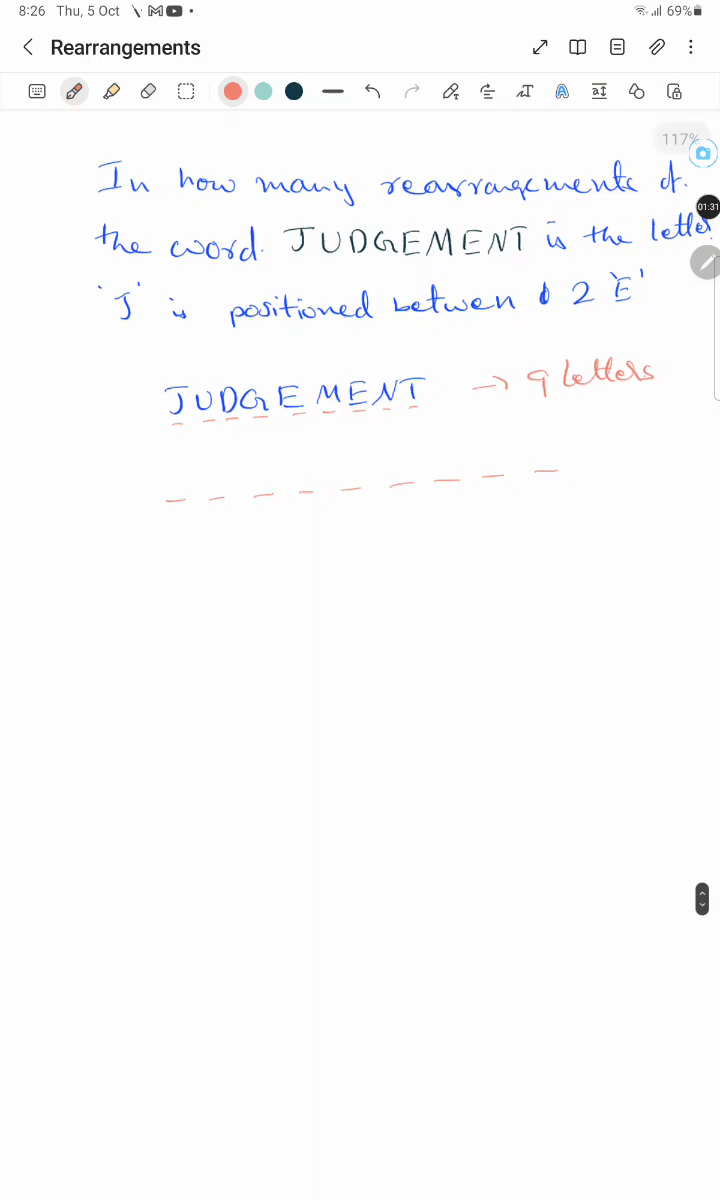 8:26 Thu, 5 Oct 69%
Rearrangements
117%
01:31
In how many rearrangements of
the word JUDGEMENT is the letter
'J' is positioned between 2 'E'
JUDGEMENT → 9 letters